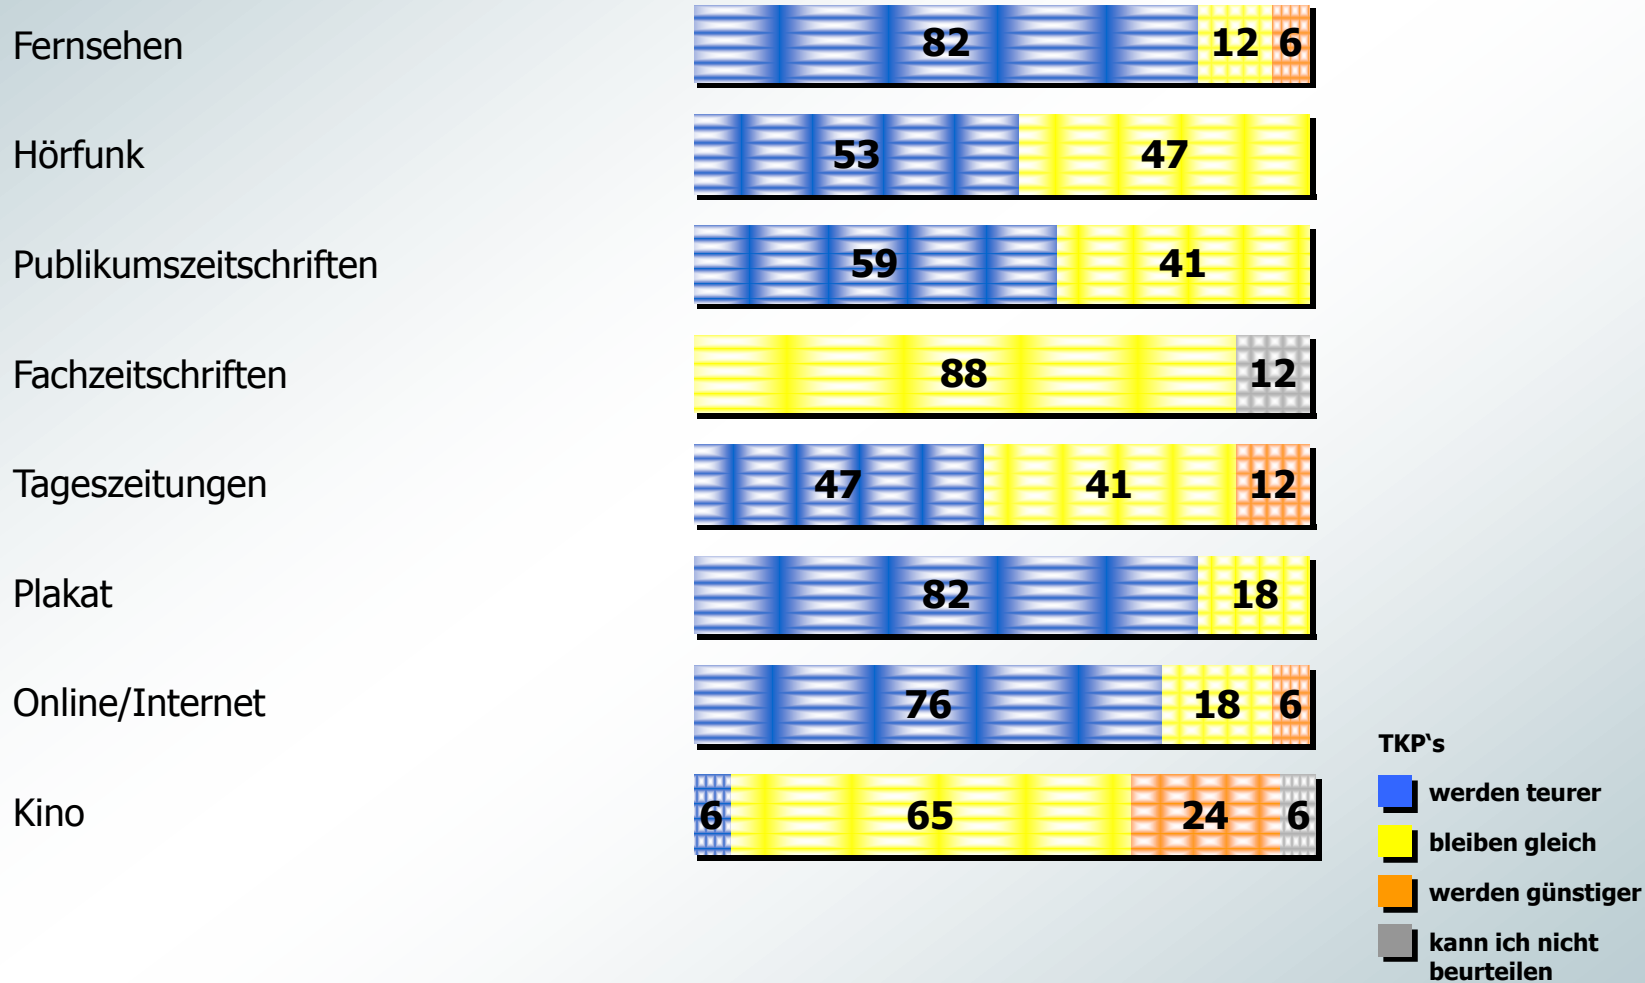 Fernsehen 82 12 6
Hörfunk 53 47
Publikumszeitschriften 59 41
Fachzeitschriften 88 12
Tageszeitungen 47 41 12
Plakat 82 18
Online/Internet 76 18 6
Kino 6 65 24 6
TKP‘s
werden teurer
bleiben gleich
werden günstiger
kann ich nicht
beurteilen